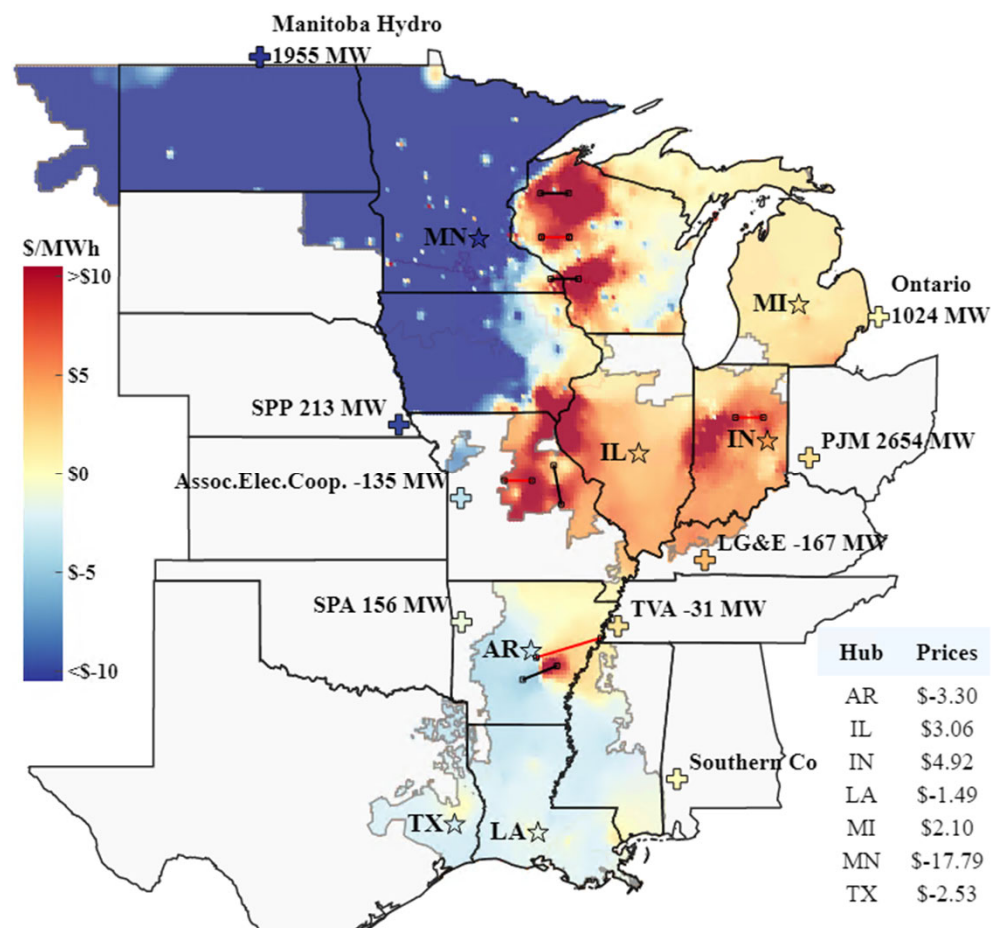 Manitoba Hydro
1955 MW
MN
$/MWh
>$10
$5
$0
$-5
<$-10
MI
Ontario
1024 MW
SPP 213 MW
IL
IN
PJM 2654 MW
Assoc.Elec.Coop. -135 MW
LG&E -167 MW
SPA 156 MW
TVA -31 MW
AR
Southern Co
TX
LA
Hub Prices
AR $-3.30
IL $3.06
IN $4.92
LA $-1.49
MI $2.10
MN $-17.79
TX $-2.53